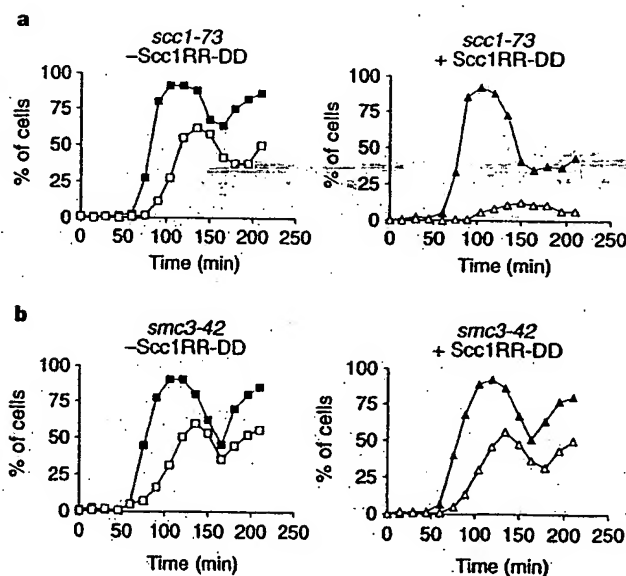 a
scc1-73
–Scc1RR-DD
100
75
50
25
0
% of cells
0 50 100 150 200 250
Time (min)
scc1-73
+ Scc1RR-DD
100
75
50
25
0
% of cells
0 50 100 150 200 250
Time (min)
b
smc3-42
–Scc1RR-DD
100
75
50
25
0
% of cells
0 50 100 150 200 250
Time (min)
smc3-42
+ Scc1RR-DD
100
75
50
25
0
% of cells
0 50 100 150 200 250
Time (min)